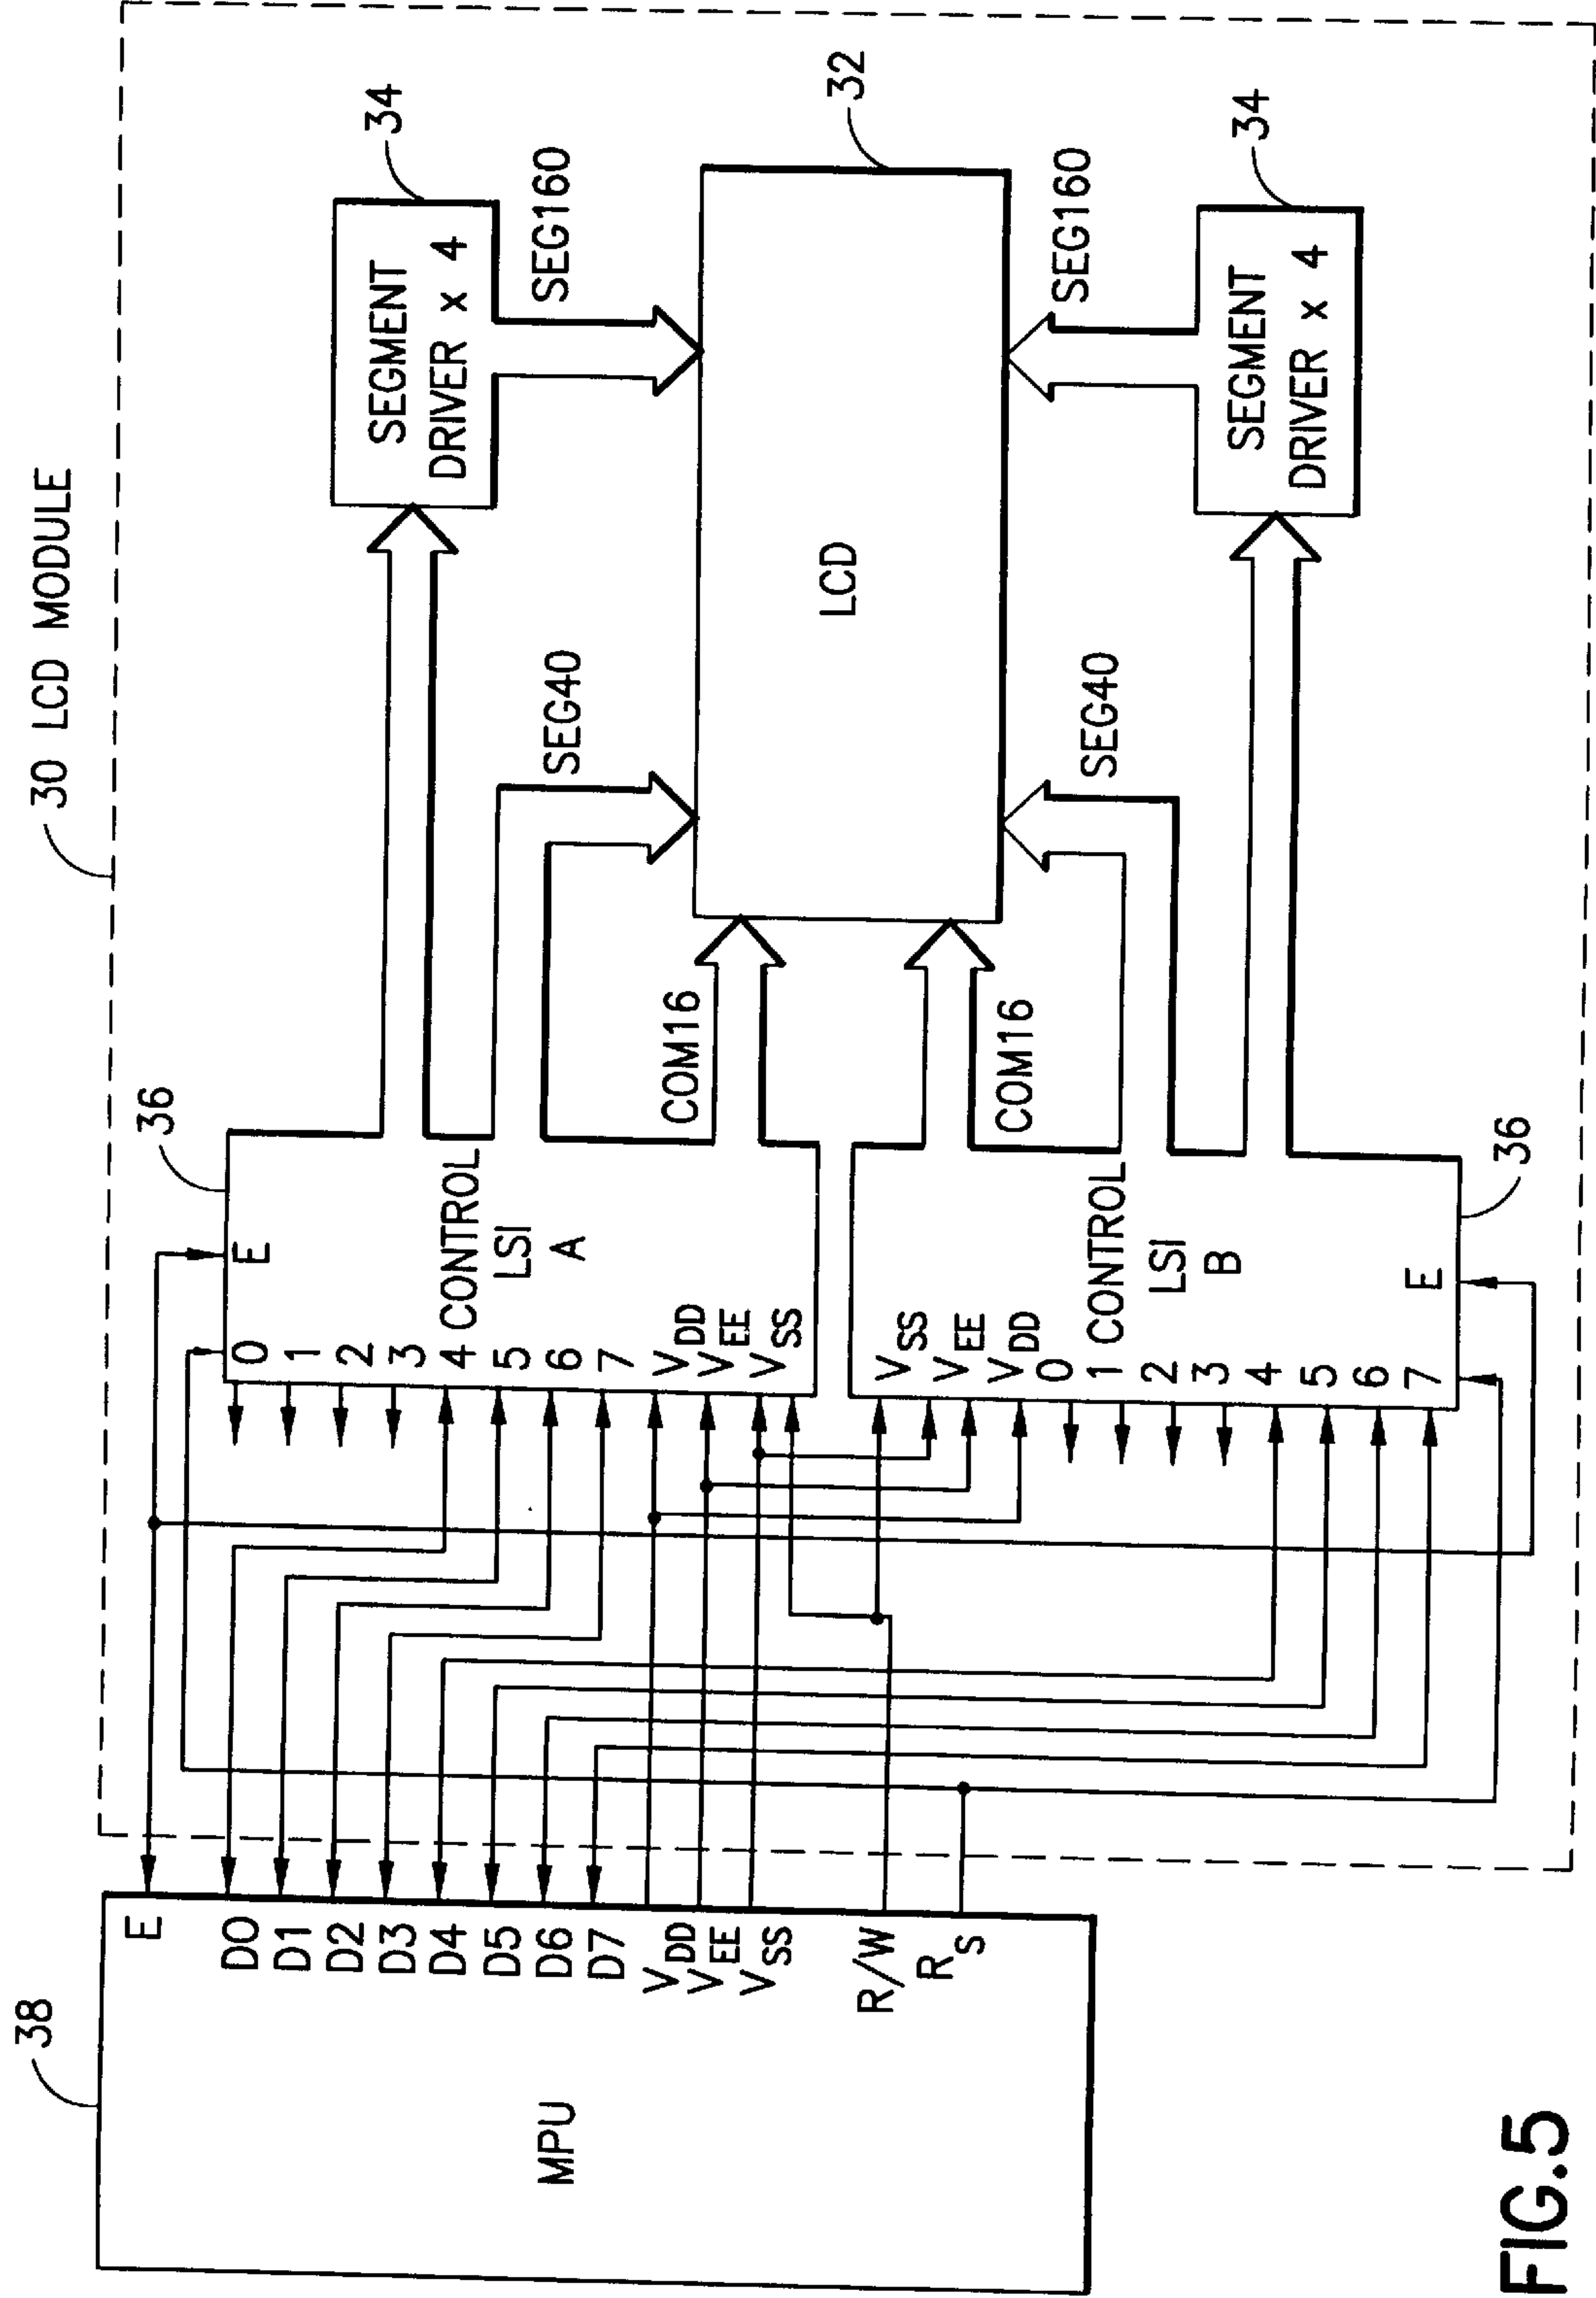 30 LCD MODULE
38
MPU
E
D0
D1
D2
D3
D4
D5
D6
D7
VDD
VEE
VSS
R/W
RS
36
E
0
1
2
3
4
5
6
7
VDD
VEE
VSS
CONTROL
LSI
A
36
VSS
VEE
VDD
0
1
2
3
4
5
6
7
E
CONTROL
LSI
B
COM16
COM16
SEG40
SEG40
34
SEGMENT
DRIVER x 4
SEG160
32
LCD
SEG160
34
SEGMENT
DRIVER x 4
FIG.5